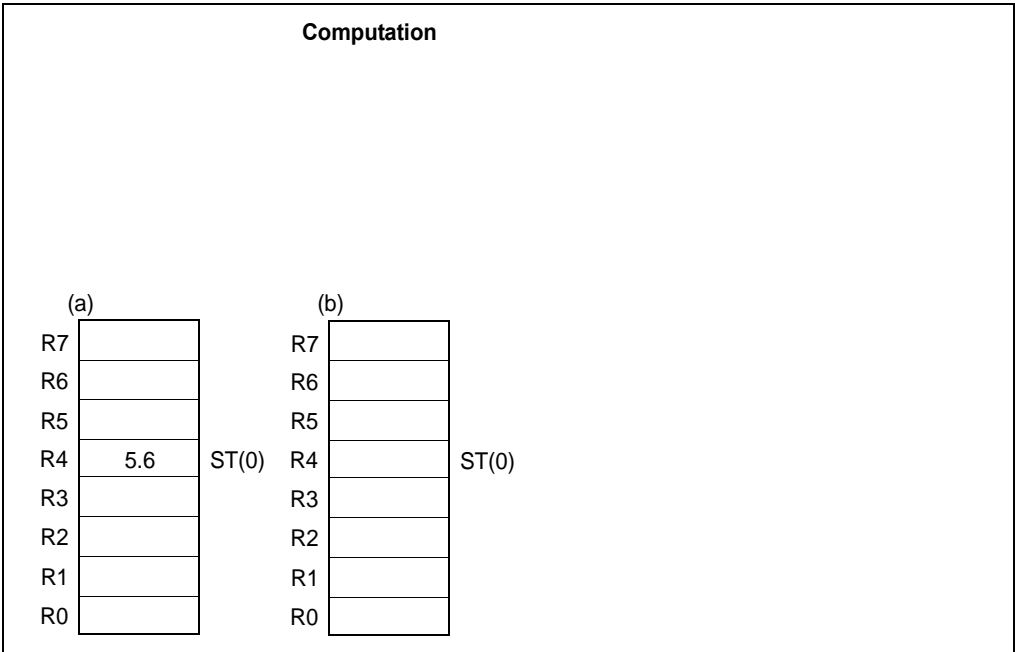 Computation
(a) (b)
R7 R7
R6 R6
R5 R5
R4 5.6 ST(0) R4 ST(0)
R3 R3
R2 R2
R1 R1
R0 R0